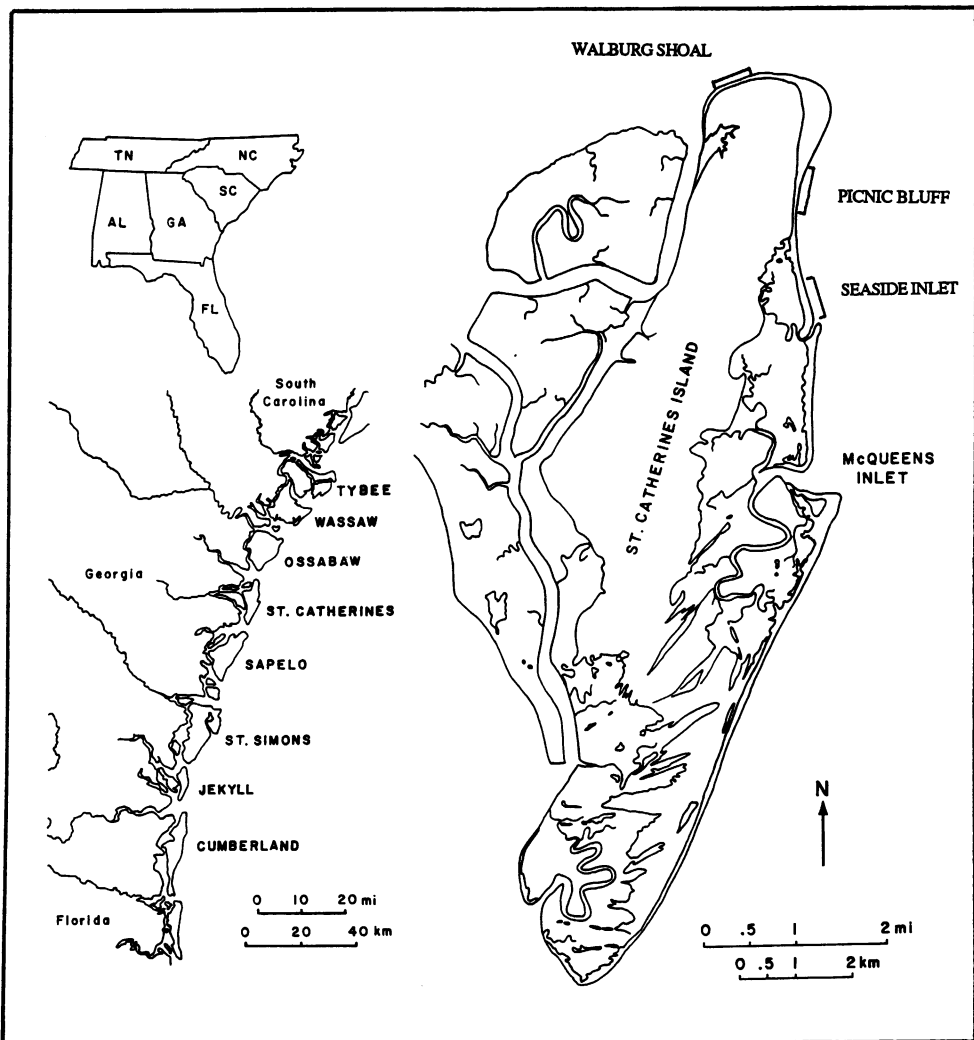 WALBURG SHOAL
TN
NC
SC
AL
GA
FL
PICNIC BLUFF
SEASIDE INLET
ST. CATHERINES ISLAND
McQUEENS
INLET
South
Carolina
TYBEE
WASSAW
OSSABAW
Georgia
ST. CATHERINES
SAPELO
ST. SIMONS
JEKYLL
CUMBERLAND
Florida
0 10 20 mi
0 20 40 km
N
0 .5 1 2 mi
0 .5 1 2 km